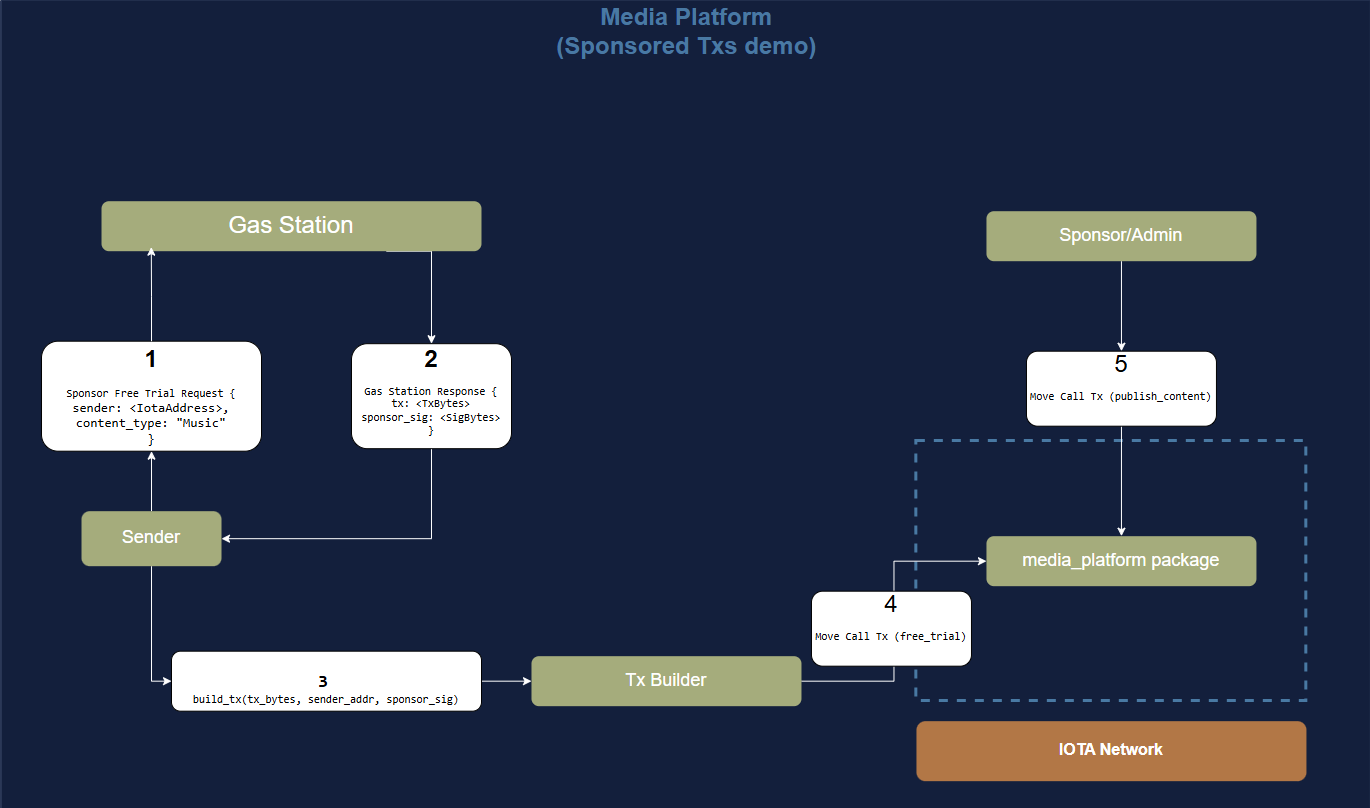 Media Platform
(Sponsored Txs demo)
Gas Station
Sponsor/Admin
1
Sponsor Free Trial Request {
sender: <IotaAddress>,
content_type: "Music"
}
2
Gas Station Response {
tx: <TxBytes>
sponsor_sig: <SigBytes>
}
5
Move Call Tx (publish_content)
Sender
media_platform package
4
Move Call Tx (free_trial)
3
build_tx(tx_bytes, sender_addr, sponsor_sig)
Tx Builder
IOTA Network